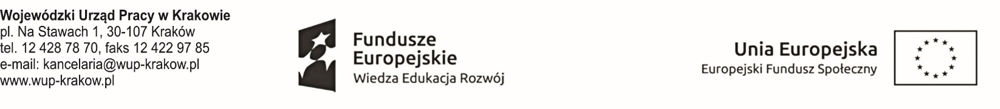 Wojewódzki Urząd Pracy w Krakowie
pl. Na Stawach 1, 30-107 Kraków
tel. 12 428 78 70, faks 12 422 97 85
e-mail: kancelaria@wup-krakow.pl
www.wup-krakow.pl
Fundusze
Europejskie
Wiedza Edukacja Rozwój
Unia Europejska
Europejski Fundusz Społeczny